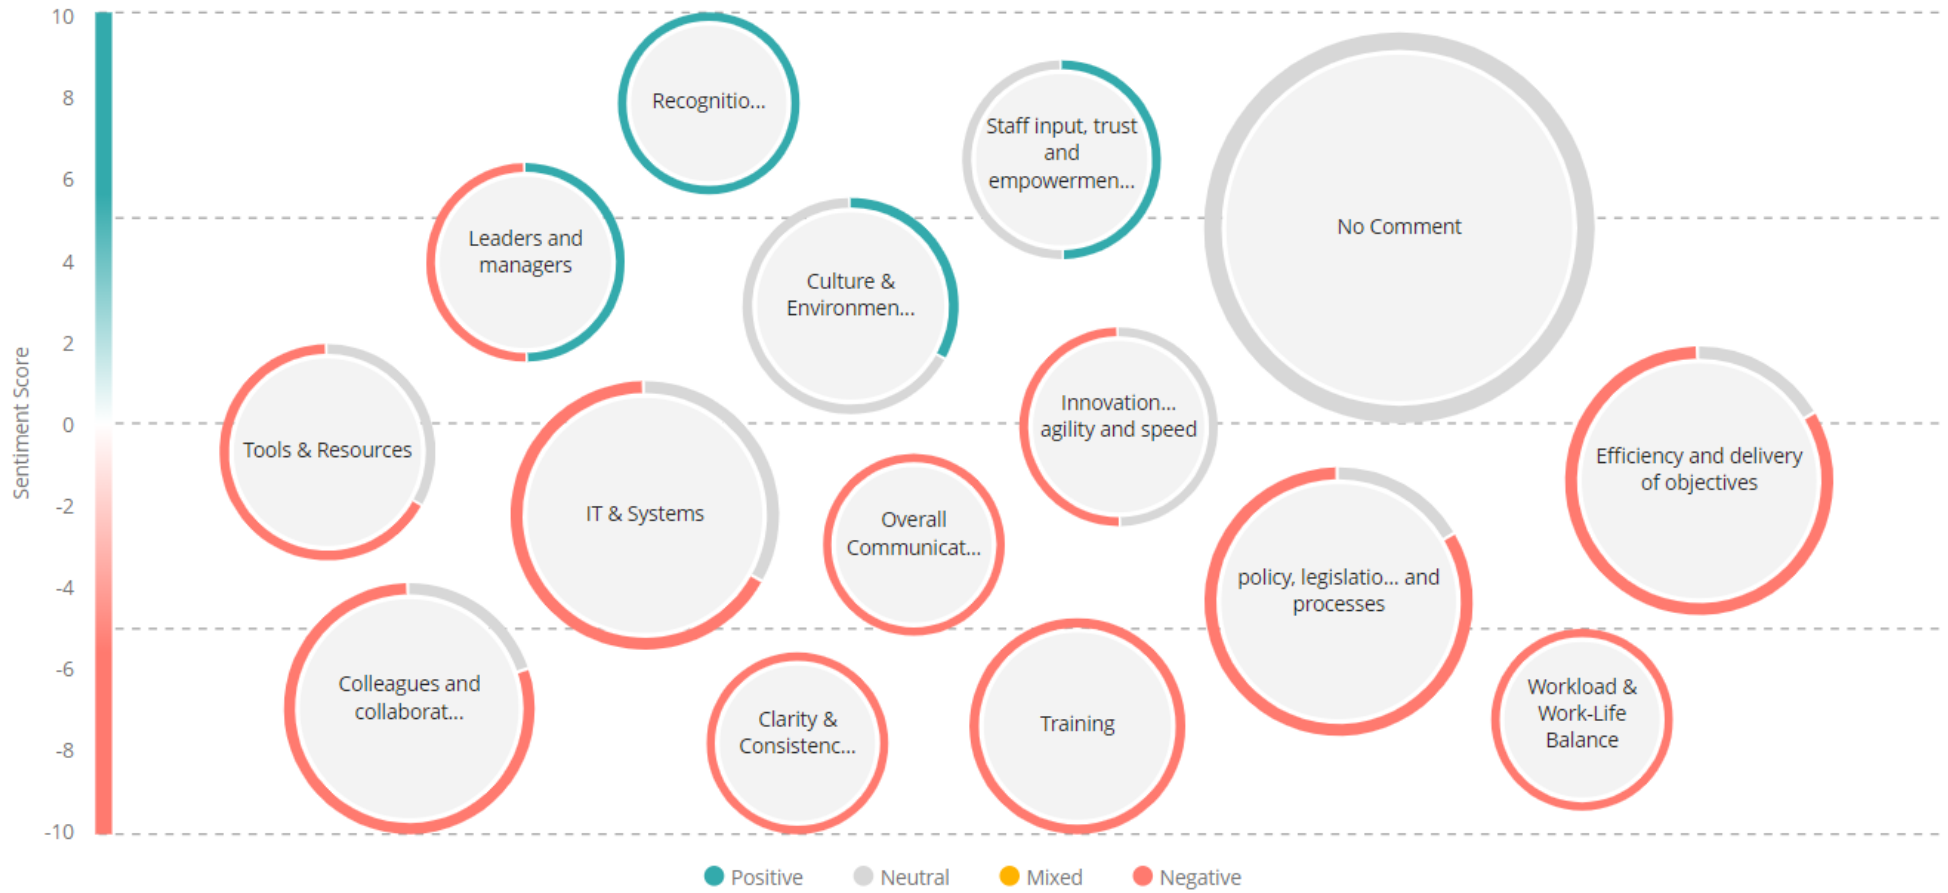 10
8
6
4
2
0
-2
-4
-6
-8
-10
Sentiment Score
Recognitio...
Staff input, trust
and
empowermen...
No Comment
Leaders and
managers
Culture &
Environmen...
Innovation...
agility and speed
Tools & Resources
IT & Systems
Overall
Communicat...
Efficiency and delivery
of objectives
policy, legislatio... and
processes
Colleagues and
collaborat...
Clarity &
Consistenc...
Training
Workload &
Work-Life
Balance
Positive
Neutral
Mixed
Negative